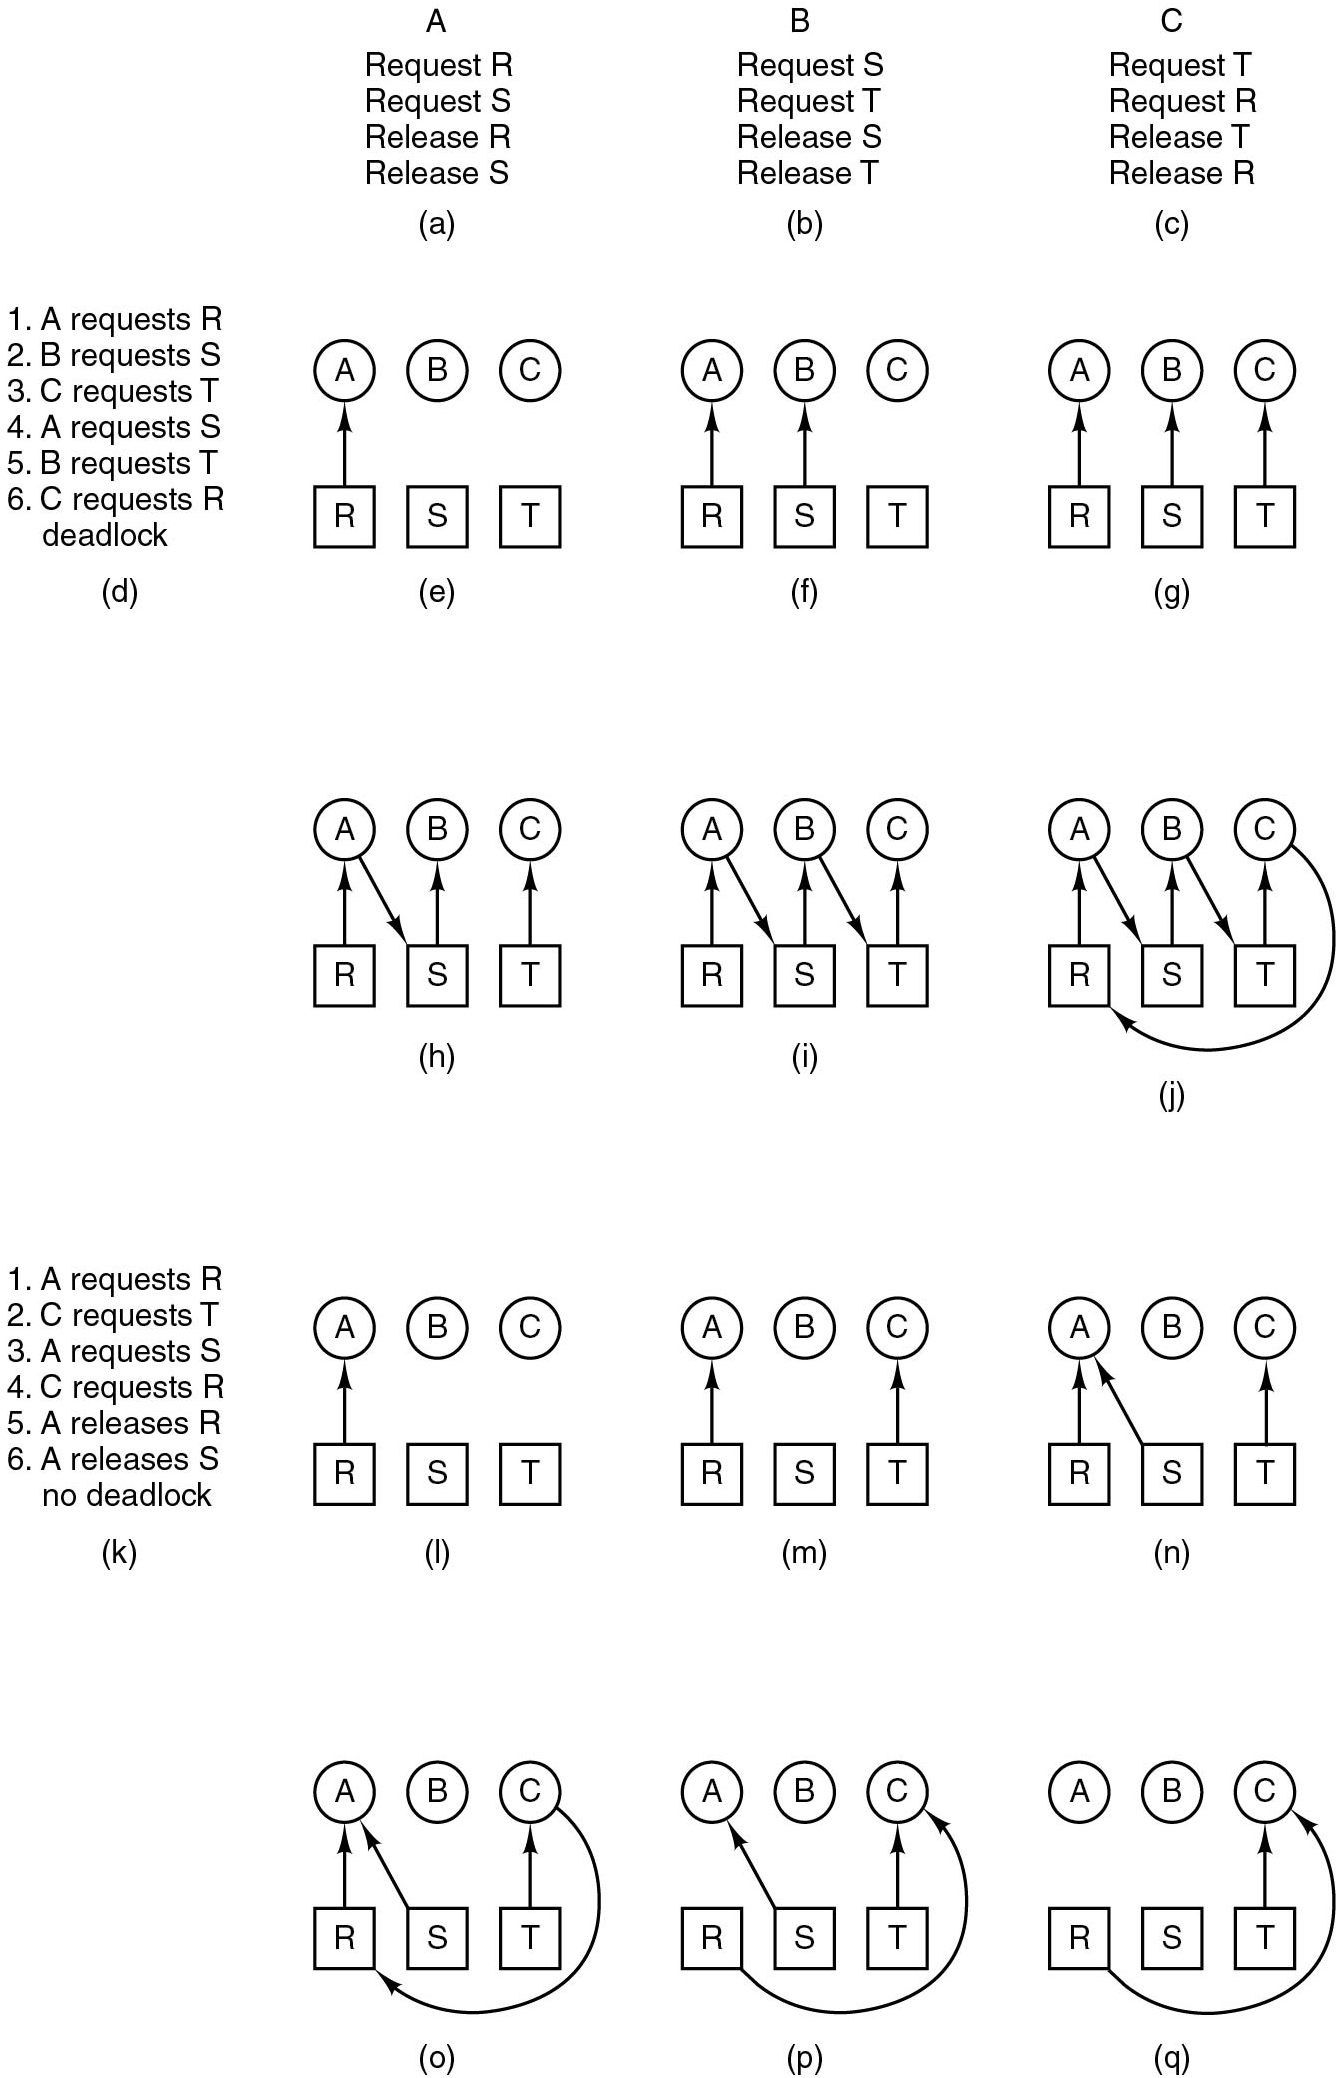 A
Request R
Request S
Release R
Release S
(a)
B
Request S
Request T
Release S
Release T
(b)
C
Request T
Request R
Release T
Release R
(c)
1. A requests R
2. B requests S
3. C requests T
4. A requests S
5. B requests T
6. C requests R
deadlock
(d)
A B C
R S T
(e)
A B C
R S T
(f)
A B C
R S T
(g)
A B C
R S T
(h)
A B C
R S T
(i)
A B C
R S T
(j)
1. A requests R
2. C requests T
3. A requests S
4. C requests R
5. A releases R
6. A releases S
no deadlock
(k)
A B C
R S T
(l)
A B C
R S T
(m)
A B C
R S T
(n)
A B C
R S T
(o)
A B C
R S T
(p)
A B C
R S T
(q)